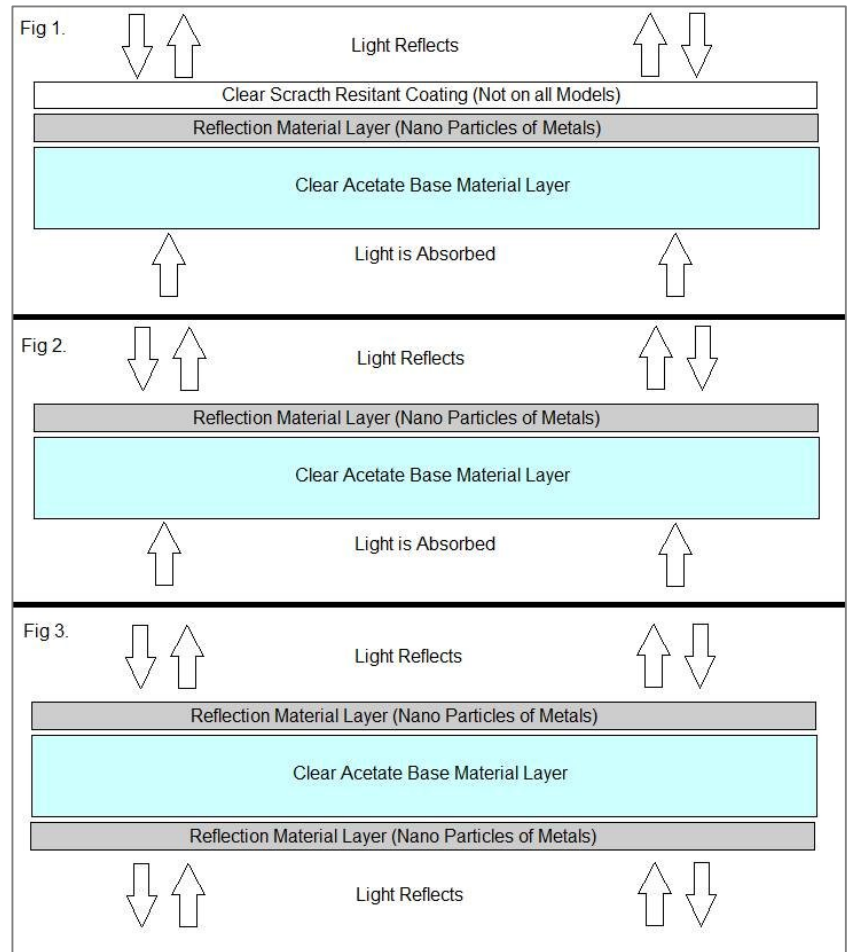 Fig 1.
Light Reflects
Clear Scracth Resitant Coating (Not on all Models)
Reflection Material Layer (Nano Particles of Metals)
Clear Acetate Base Material Layer
Light is Absorbed
Fig 2.
Light Reflects
Reflection Material Layer (Nano Particles of Metals)
Clear Acetate Base Material Layer
Light is Absorbed
Fig 3.
Light Reflects
Reflection Material Layer (Nano Particles of Metals)
Clear Acetate Base Material Layer
Reflection Material Layer (Nano Particles of Metals)
Light Reflects